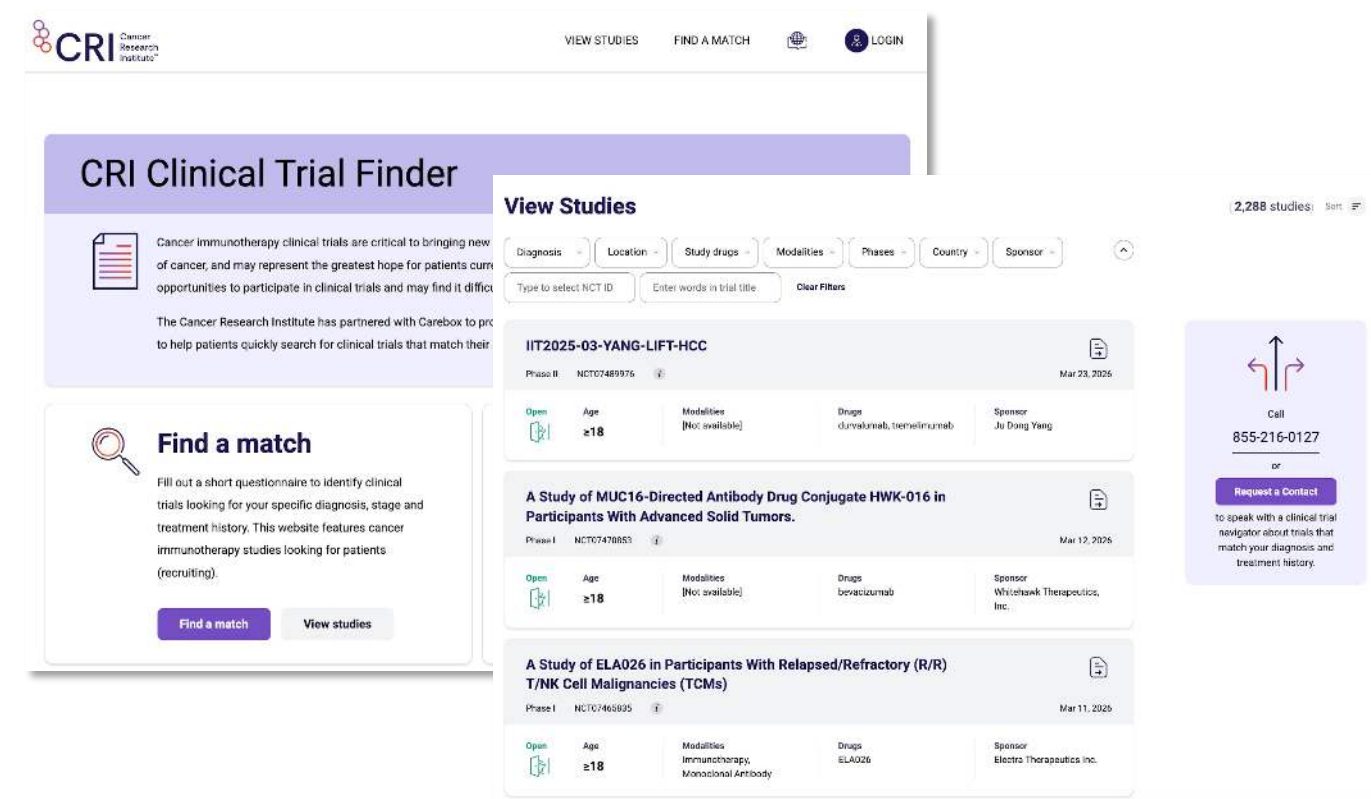 CRI Cancer
Research
Institute™
VIEW STUDIES FIND A MATCH LOGIN
CRI Clinical Trial Finder
Cancer immunotherapy clinical trials are critical to bringing new
of cancer, and may represent the greatest hope for patients curre
opportunities to participate in clinical trials and may find it difficu
The Cancer Research Institute has partnered with Carebox to pro
to help patients quickly search for clinical trials that match their
Find a match
Fill out a short questionnaire to identify clinical
trials looking for your specific diagnosis, stage and
treatment history. This website features cancer
immunotherapy studies looking for patients
(recruiting).
Find a match View studies
View Studies
2,288 studies Sort
Diagnosis Location Study drugs Modalities Phases Country Sponsor
Type to select NCT ID Enter words in trial title Clear Filters
IIT2025-03-YANG-LIFT-HCC
Phase II NCT07489976 i Mar 23, 2026
Open Age Modalities Drugs Sponsor
≥18 [Not available] durvalumab, tremelimumab Ju Dong Yang
A Study of MUC16-Directed Antibody Drug Conjugate HWK-016 in
Participants With Advanced Solid Tumors.
Phase I NCT07470853 i Mar 12, 2026
Open Age Modalities Drugs Sponsor
≥18 [Not available] bevacizumab Whitehawk Therapeutics,
Inc.
A Study of ELA026 in Participants With Relapsed/Refractory (R/R)
T/NK Cell Malignancies (TCMs)
Phase I NCT07465835 i Mar 11, 2026
Open Age Modalities Drugs Sponsor
≥18 Immunotherapy, ELA026 Electra Therapeutics Inc.
Monoclonal Antibody
Call
855-216-0127
or
Request a Contact
to speak with a clinical trial
navigator about trials that
match your diagnosis and
treatment history.